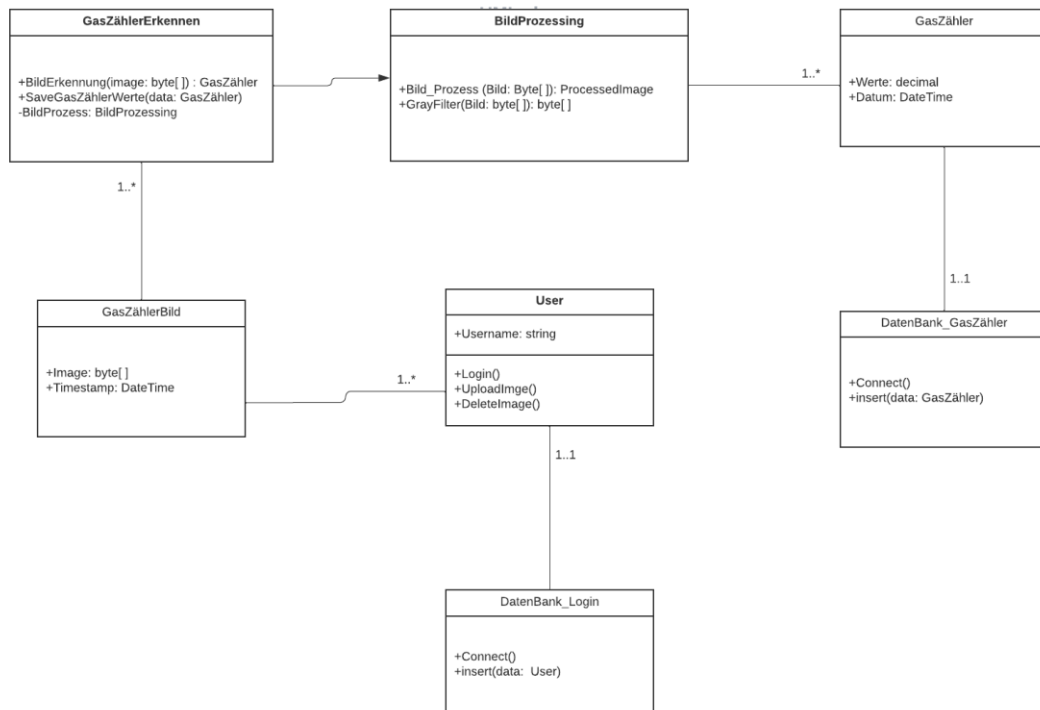 GasZählerErkennen
+BildErkennung(image: byte[ ]) : GasZähler
+SaveGasZählerWerte(data: GasZähler)
-BildProzess: BildProzessing
BildProzessing
+Bild_Prozess (Bild: Byte[ ]): ProcessedImage
+GrayFilter(Bild: byte[ ]): byte[ ]
1..*
GasZähler
+Werte: decimal
+Datum: DateTime
1..*
1..1
GasZählerBild
+Image: byte[ ]
+Timestamp: DateTime
1..*
User
+Username: string
+Login()
+UploadImge()
+DeleteImage()
DatenBank_GasZähler
+Connect()
+insert(data: GasZähler)
1..1
DatenBank_Login
+Connect()
+insert(data: User)